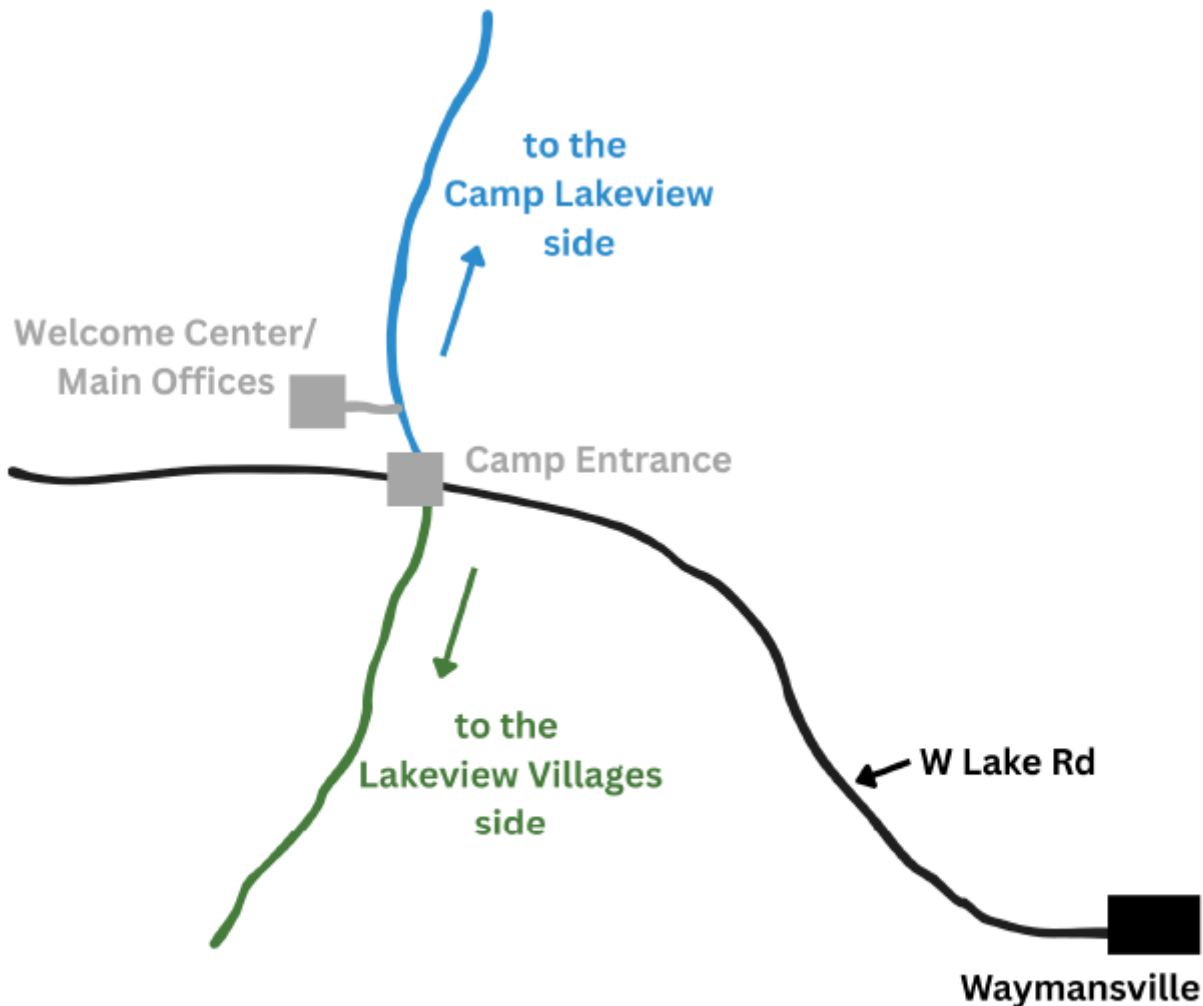 to the
Camp Lakeview
side
Welcome Center/
Main Offices
Camp Entrance
to the
Lakeview Villages
side
W Lake Rd
Waymansville